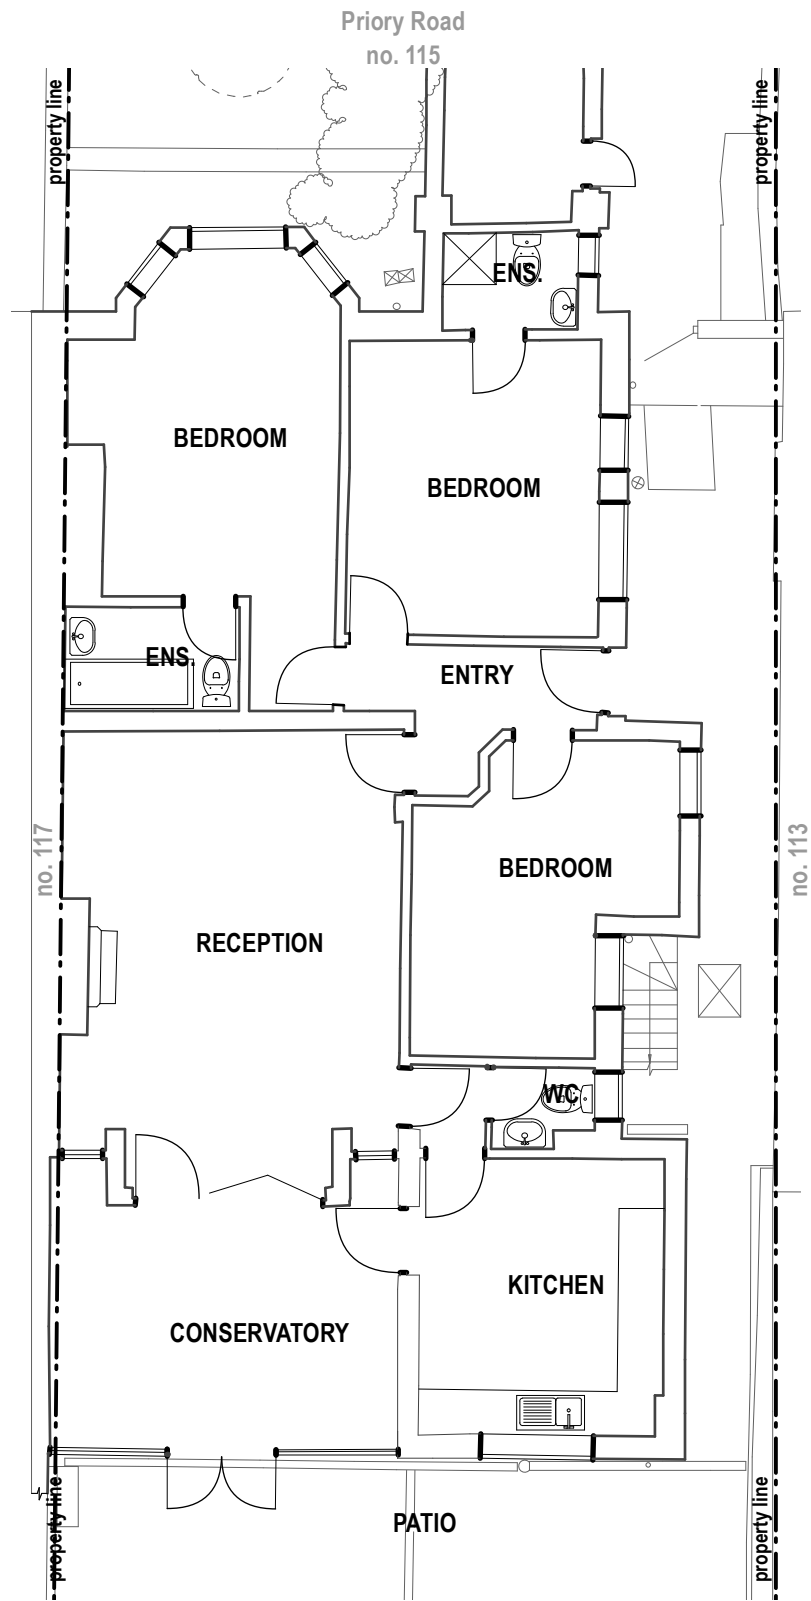 Priory Road
no. 115
property line
property line
ENS.
BEDROOM
BEDROOM
ENS.
ENTRY
no. 117
no. 113
BEDROOM
RECEPTION
WC
KITCHEN
CONSERVATORY
PATIO
property line
property line